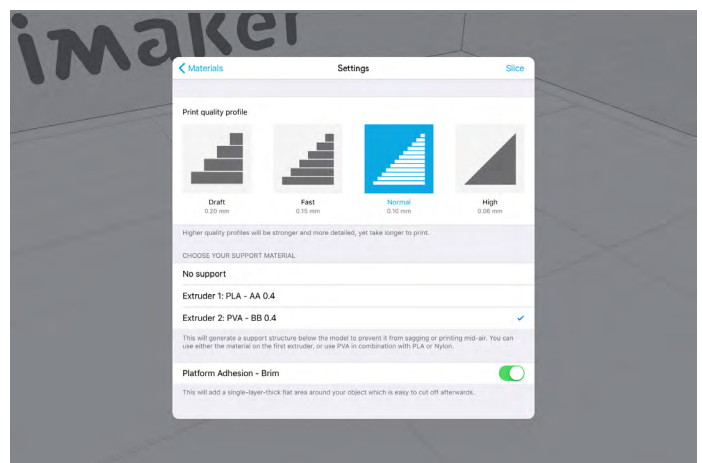 imaker
Materials
Settings
Slice
Print quality profile
Draft
0.20 mm
Fast
0.15 mm
Normal
0.10 mm
High
0.06 mm
Higher quality profiles will be stronger and more detailed, yet take longer to print.
CHOOSE YOUR SUPPORT MATERIAL
No support
Extruder 1: PLA - AA 0.4
Extruder 2: PVA - BB 0.4
This will generate a support structure below the model to prevent it from sagging or printing mid-air. You can
use either the material on the first extruder, or use PVA in combination with PLA or Nylon.
Platform Adhesion - Brim
This will add a single-layer-thick flat area around your object which is easy to cut off afterwards.